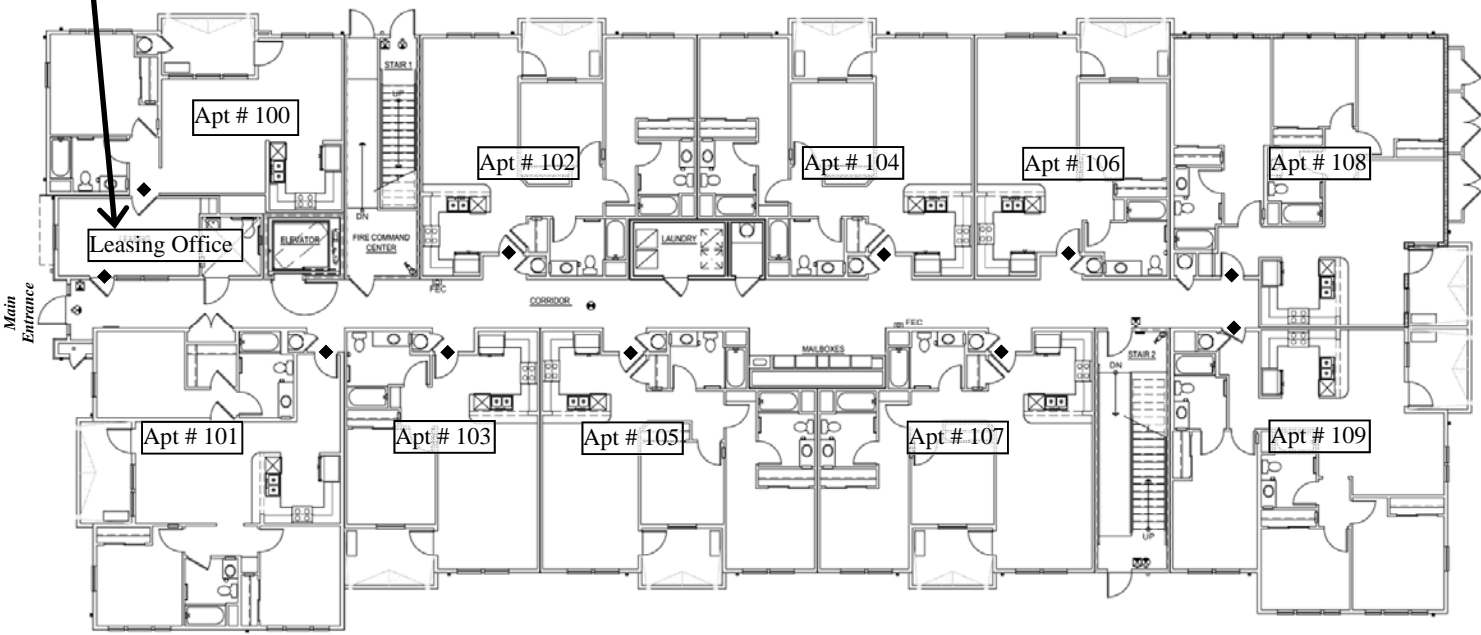 STAIR 1
UP
Apt # 100
Apt # 102
Apt # 104
Apt # 106
Apt # 108
DN
Leasing Office
ELEVATOR
FIRE COMMAND
CENTER
LAUNDRY
FEC
CORRIDOR
Main
Entrance
FEC
MAILBOXES
STAIR 2
DN
Apt # 101
Apt # 103
Apt # 105
Apt # 107
Apt # 109
UP